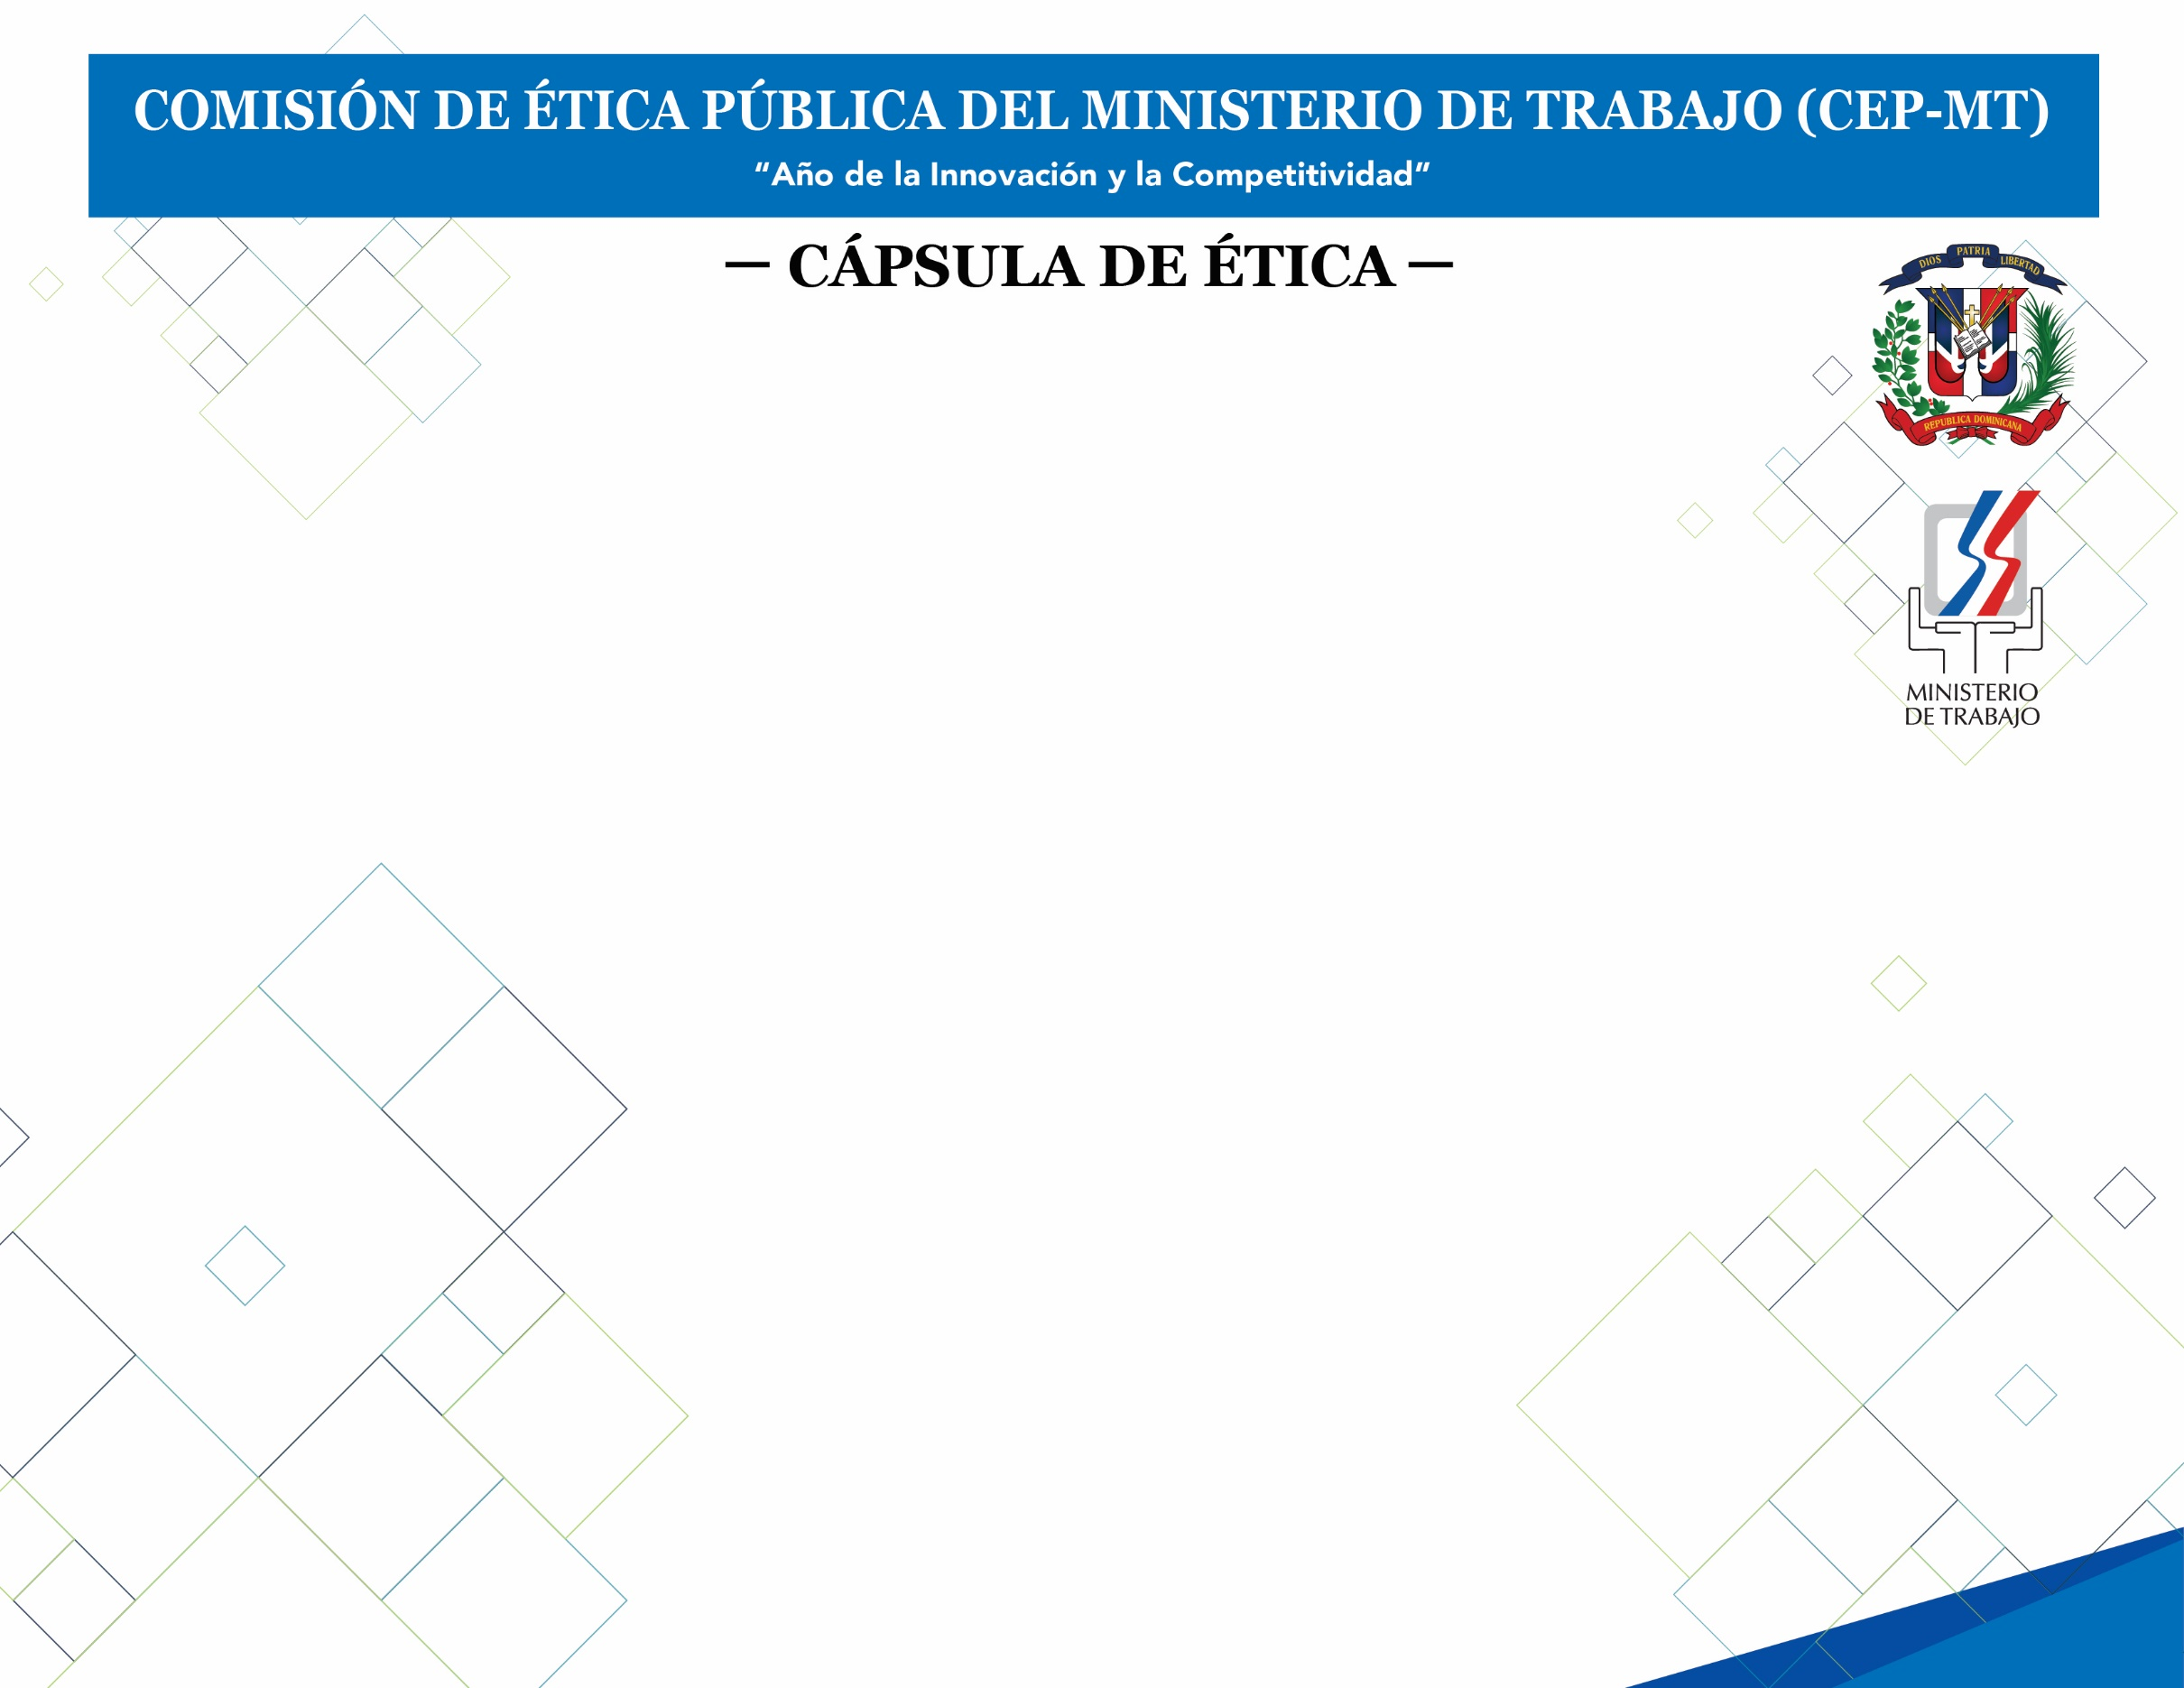 COMISIÓN DE ÉTICA PÚBLICA DEL MINISTERIO DE TRABAJO (CEP-MT)
“Año de la Innovación y la Competitividad”
— CÁPSULA DE ÉTICA —
DIOS PATRIA LIBERTAD
REPUBLICA DOMINICANA
MINISTERIO
DE TRABAJO